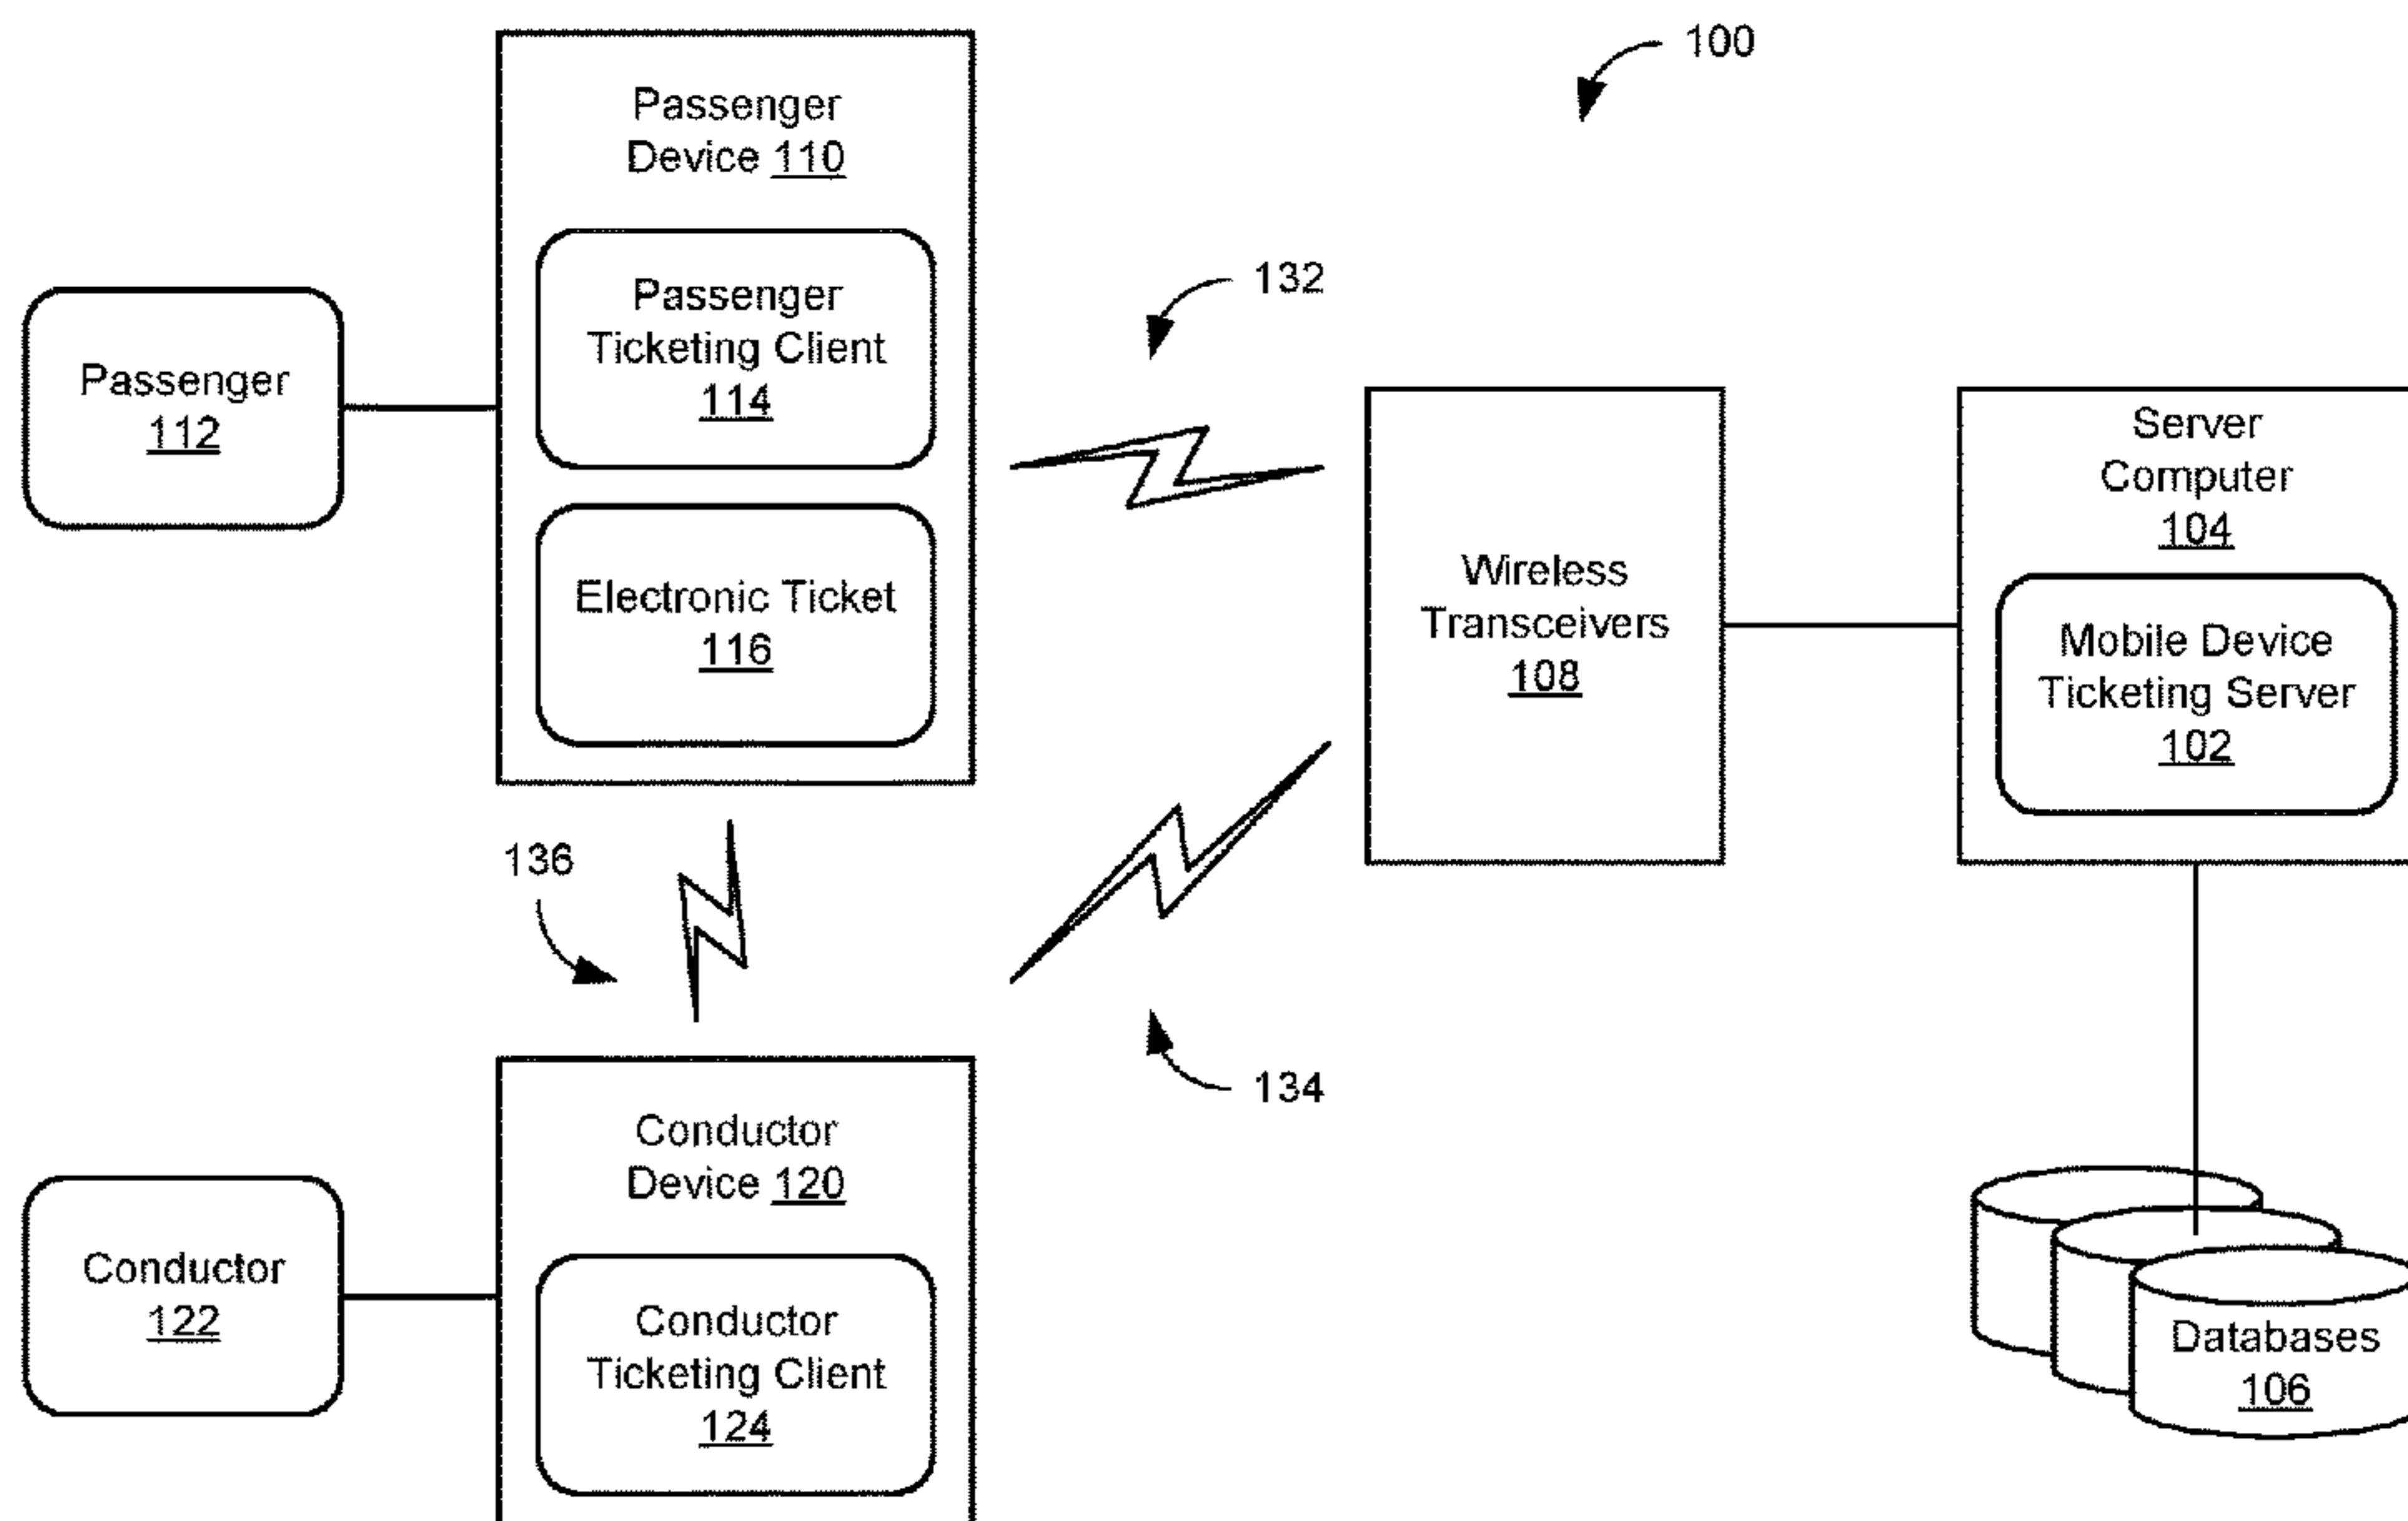 100
Passenger
Device 110
Passenger
Ticketing Client
114
Electronic Ticket
116
Passenger
112
132
Wireless
Transceivers
108
Server
Computer
104
Mobile Device
Ticketing Server
102
136
134
Conductor
Device 120
Conductor
Ticketing Client
124
Conductor
122
Databases
106